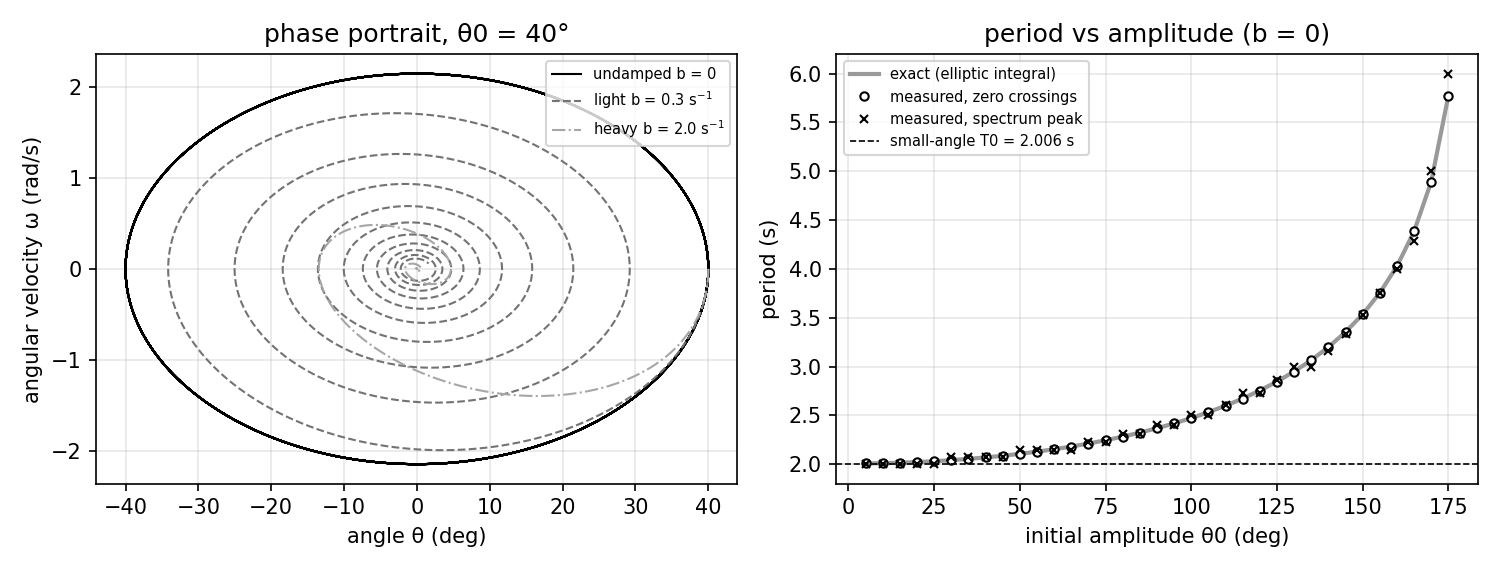 phase portrait, θ0 = 40°
undamped b = 0
light b = 0.3 s⁻¹
heavy b = 2.0 s⁻¹
angular velocity ω (rad/s)
2
1
0
−1
−2
−40 −30 −20 −10 0 10 20 30 40
angle θ (deg)
period vs amplitude (b = 0)
exact (elliptic integral)
measured, zero crossings
measured, spectrum peak
small-angle T0 = 2.006 s
period (s)
6.0
5.5
5.0
4.5
4.0
3.5
3.0
2.5
2.0
0 25 50 75 100 125 150 175
initial amplitude θ0 (deg)